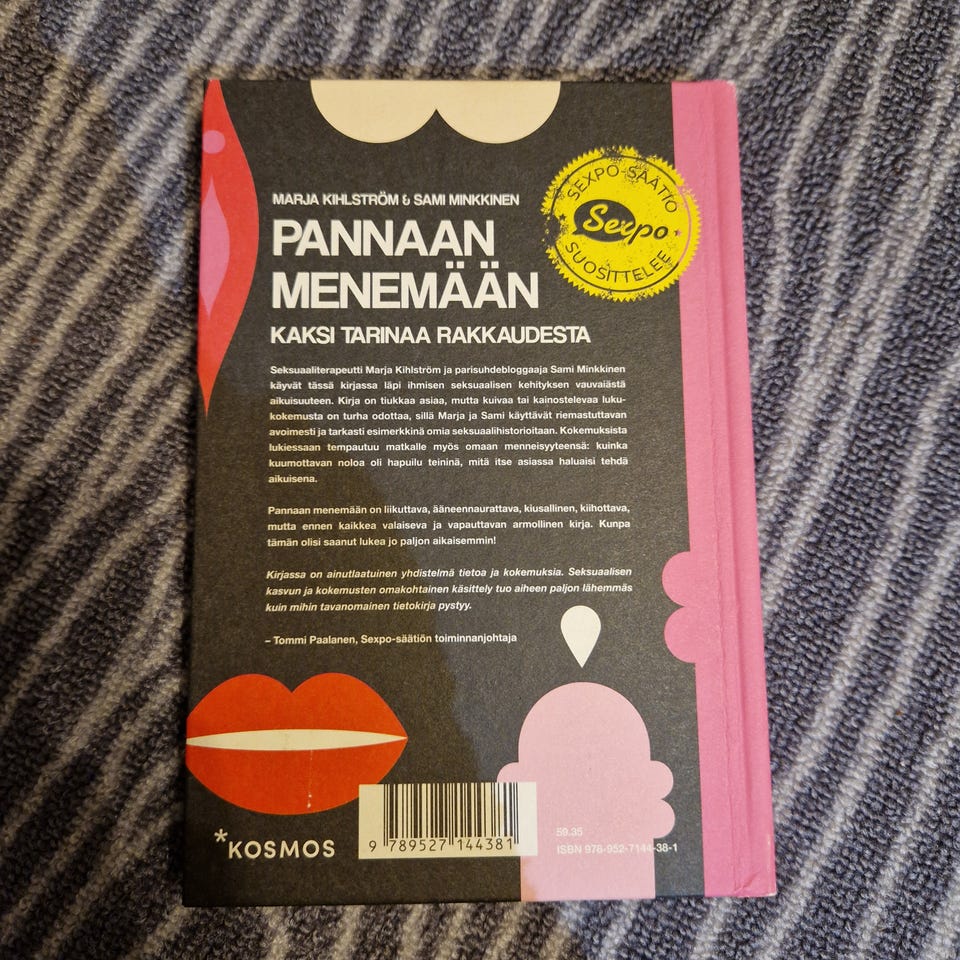 MARJA KIHLSTRÖM & SAMI MINKKINEN
PANNAAN
MENEMÄÄN
KAKSI TARINAA RAKKAUDESTA
SEXPO-SÄÄTIÖ
Sexpo
SUOSITTELEE
Seksuaaliterapeutti Marja Kihlström ja parisuhdebloggaaja Sami Minkkinen
käyvät tässä kirjassa läpi ihmisen seksuaalisen kehityksen vauvaiästä
aikuisuuteen. Kirja on tiukkaa asiaa, mutta kuivaa tai kainostelevaa luku-
kokemusta on turha odottaa, sillä Marja ja Sami käyttävät riemastuttavan
avoimesti ja tarkasti esimerkkinä omia seksuaalihistorioitaan. Kokemuksista
lukiessaan tempautuu matkalle myös omaan menneisyyteensä: kuinka
kuumottavan noloa oli hapuilu teininä, mitä itse asiassa haluaisi tehdä
aikuisena.
Pannaan menemään on liikuttava, ääneennaurattava, kiusallinen, kiihottava,
mutta ennen kaikkea valaiseva ja vapauttavan armollinen kirja. Kunpa
tämän olisi saanut lukea jo paljon aikaisemmin!
Kirjassa on ainutlaatuinen yhdistelmä tietoa ja kokemuksia. Seksuaalisen
kasvun ja kokemusten omakohtainen käsittely tuo aiheen paljon lähemmäs
kuin mihin tavanomainen tietokirja pystyy.
– Tommi Paalanen, Sexpo-säätiön toiminnanjohtaja
*KOSMOS
9 789527 144381
59.35
ISBN 978-952-7144-38-1